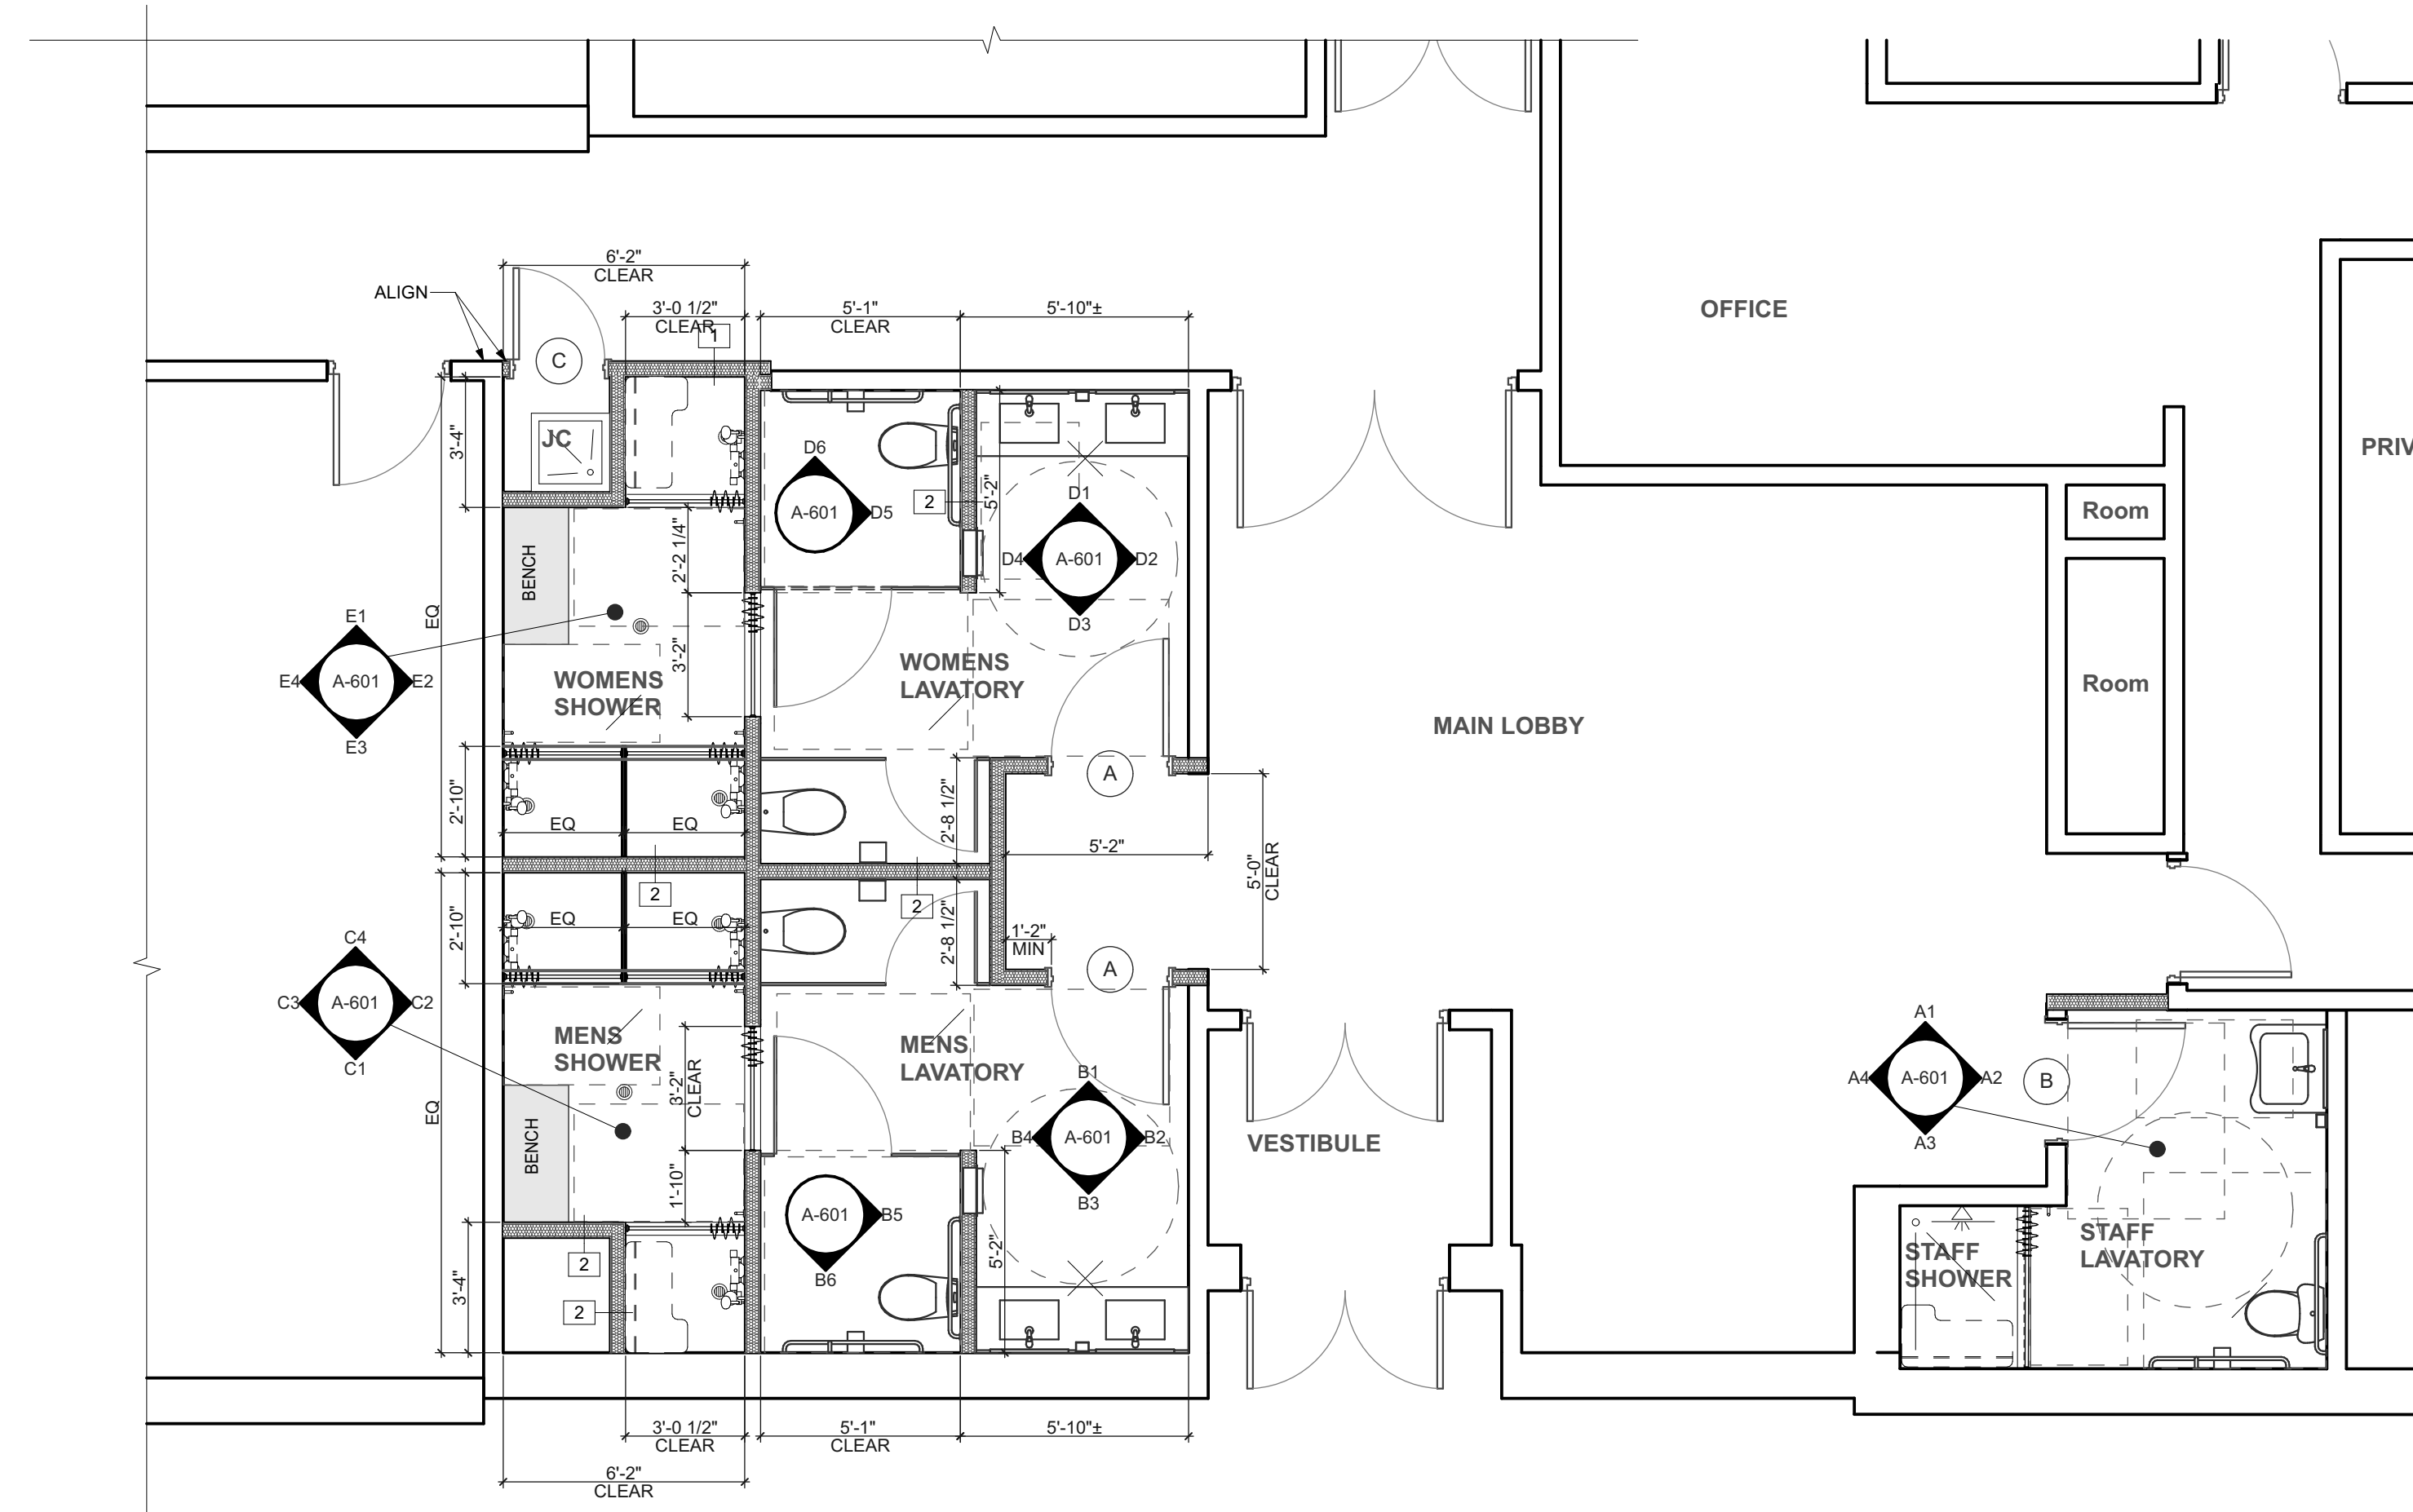 6'-2"
CLEAR
ALIGN
3'-0 1/2"
CLEAR
1
5'-1"
CLEAR
5'-10"±
OFFICE
C
3'-4"
JC
D6
A-601
D5
2
5'-2"
D1
D4
A-601
D2
D3
PRIV
Room
BENCH
2'-2 1/4"
EQ
E1
E4
A-601
E2
E3
WOMENS
SHOWER
3'-2"
WOMENS
LAVATORY
Room
MAIN LOBBY
A
2'-10"
EQ
EQ
2'-8 1/2"
5'-2"
5'-0"
CLEAR
2
2
2'-10"
EQ
EQ
2'-8 1/2"
1'-2"
MIN
A
C4
C3
A-601
C2
C1
MENS
SHOWER
3'-2"
CLEAR
MENS
LAVATORY
EQ
BENCH
1'-10"
B1
B4
A-601
B2
B3
VESTIBULE
A1
A4
A-601
A2
A3
B
A-601
B5
B6
5'-2"
2
3'-4"
2
STAFF
SHOWER
STAFF
LAVATORY
3'-0 1/2"
CLEAR
5'-1"
CLEAR
5'-10"±
6'-2"
CLEAR